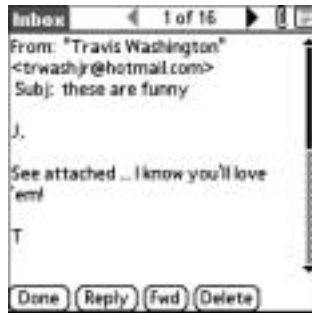 Inbox 1 of 16
From: "Travis Washington"
<trwashjr@hotmail.com>
Subj: these are funny
J,
See attached ... I know you'll love
'em!
T
Done Reply Fwd Delete